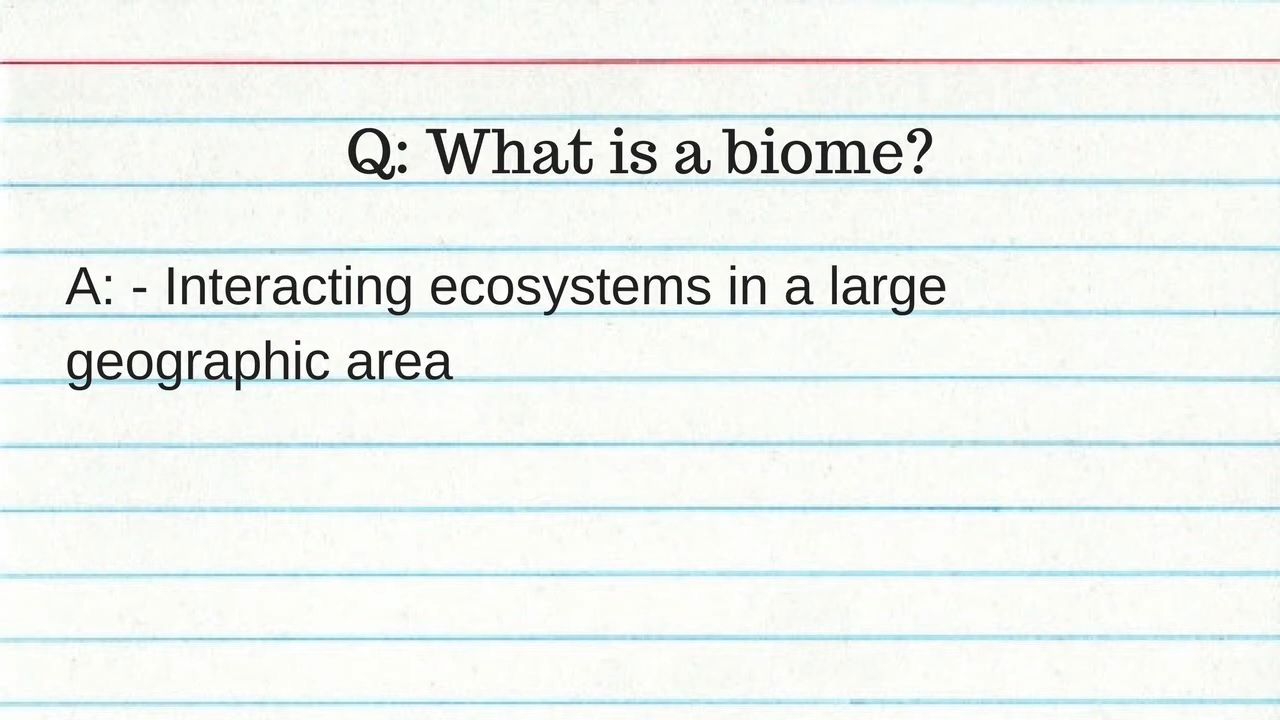 Q: What is a biome?
A: - Interacting ecosystems in a large
geographic area